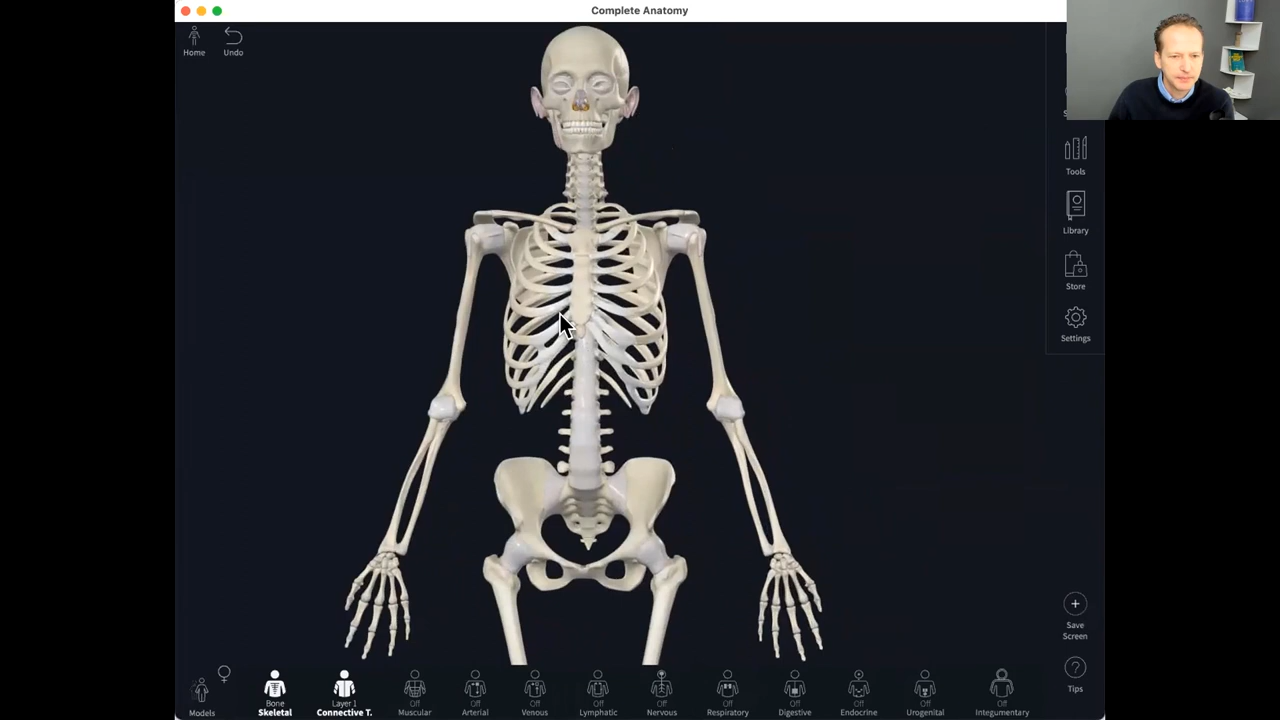 Complete Anatomy
Home
Undo
Tools
Library
Store
Settings
Save
Screen
Tips
Models
Bone
Skeletal
Layer 1
Connective T.
Off
Muscular
Off
Arterial
Off
Venous
Off
Lymphatic
Off
Nervous
Off
Respiratory
Off
Digestive
Off
Endocrine
Off
Urogenital
Off
Integumentary